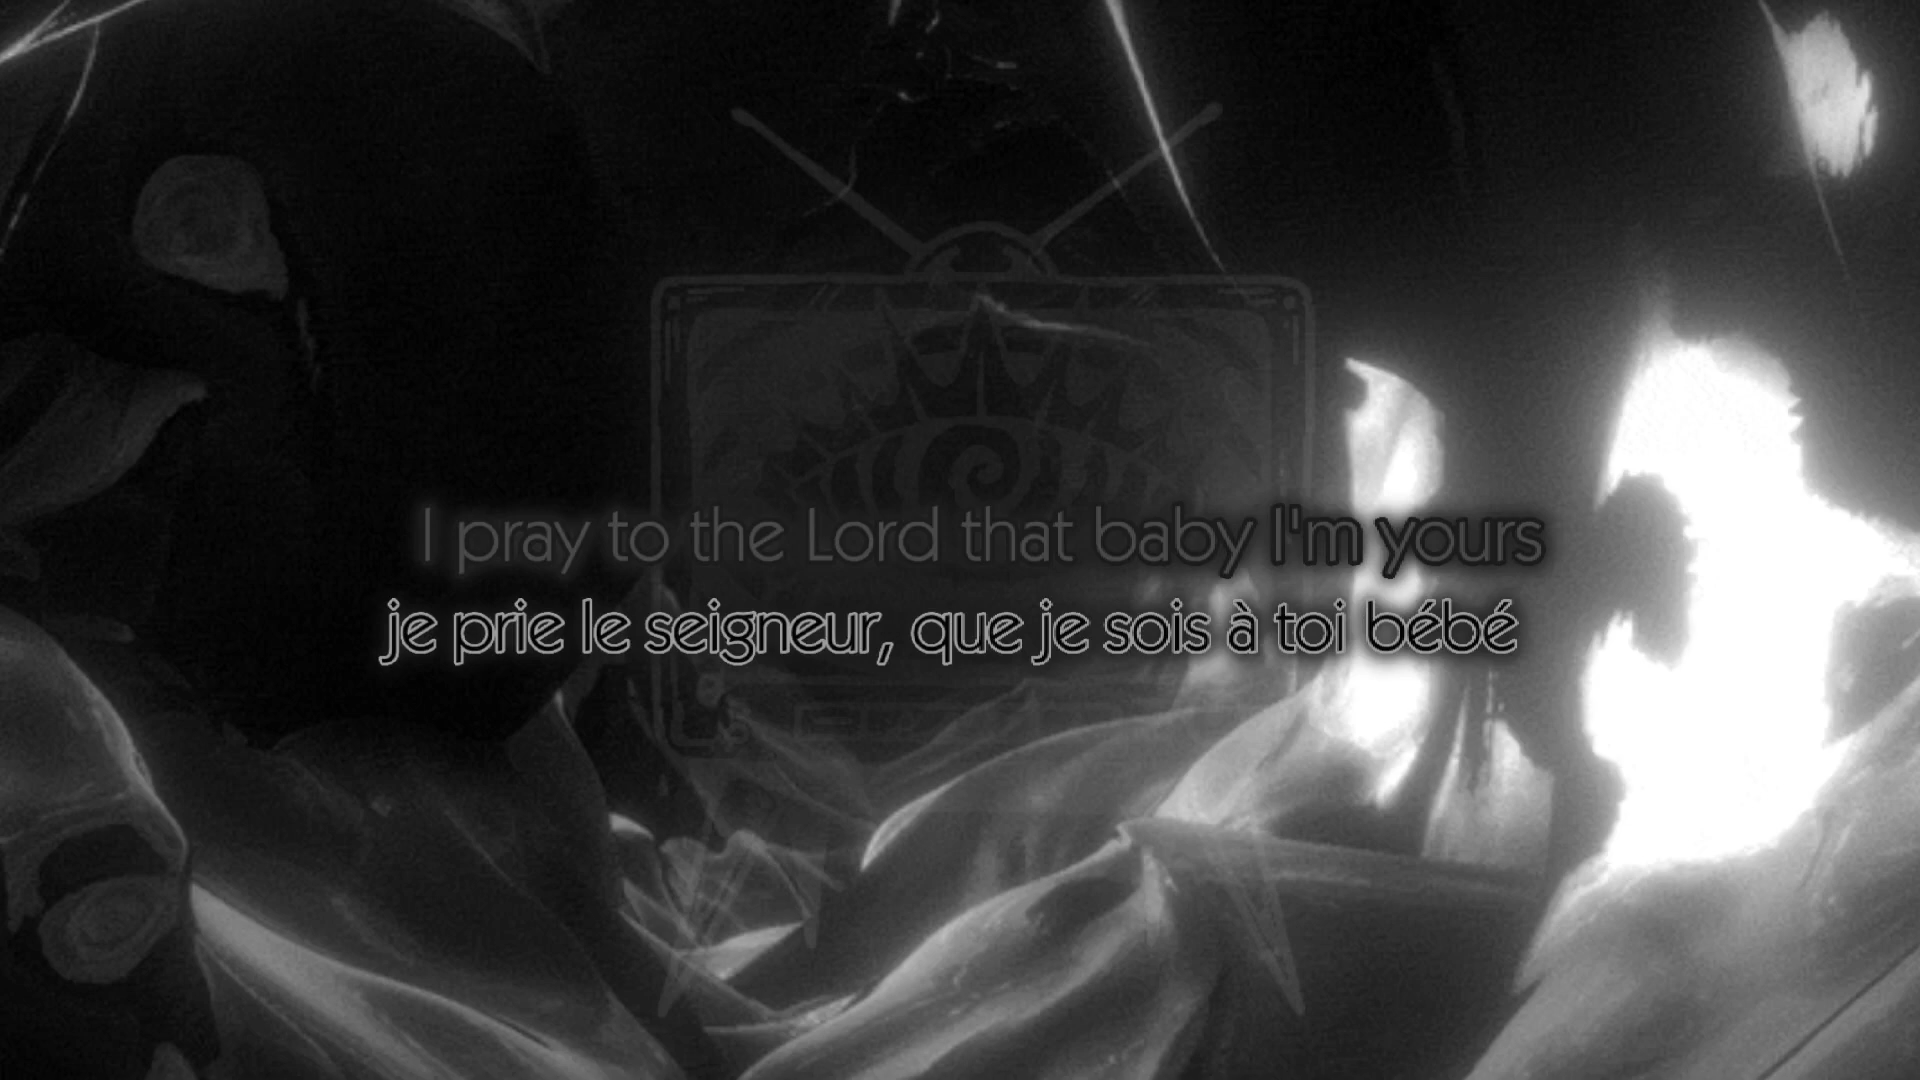 I pray to the Lord that baby I'm yours
je prie le seigneur, que je sois à toi bébé